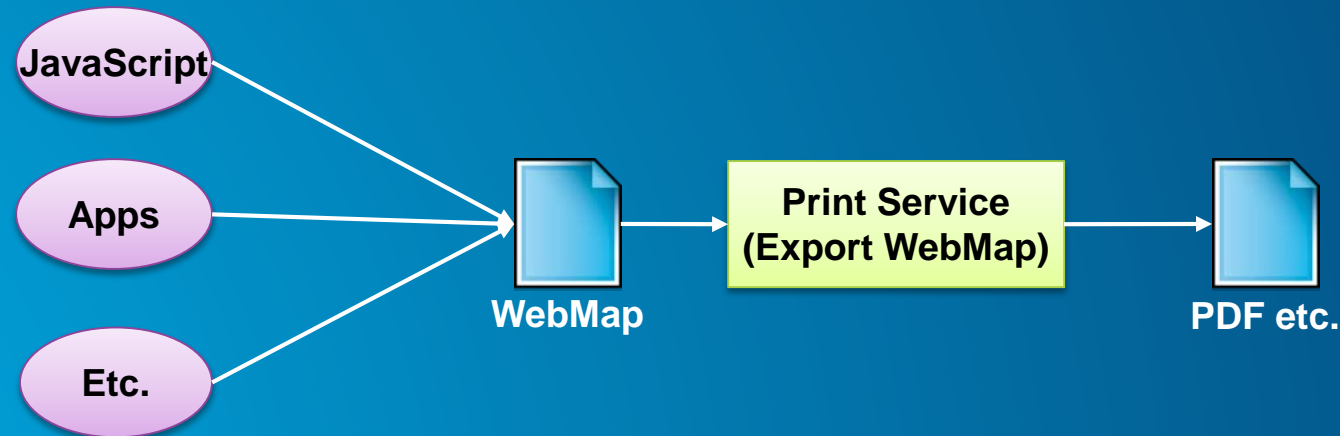 JavaScript
Apps
Etc.
WebMap
Print Service
(Export WebMap)
PDF etc.